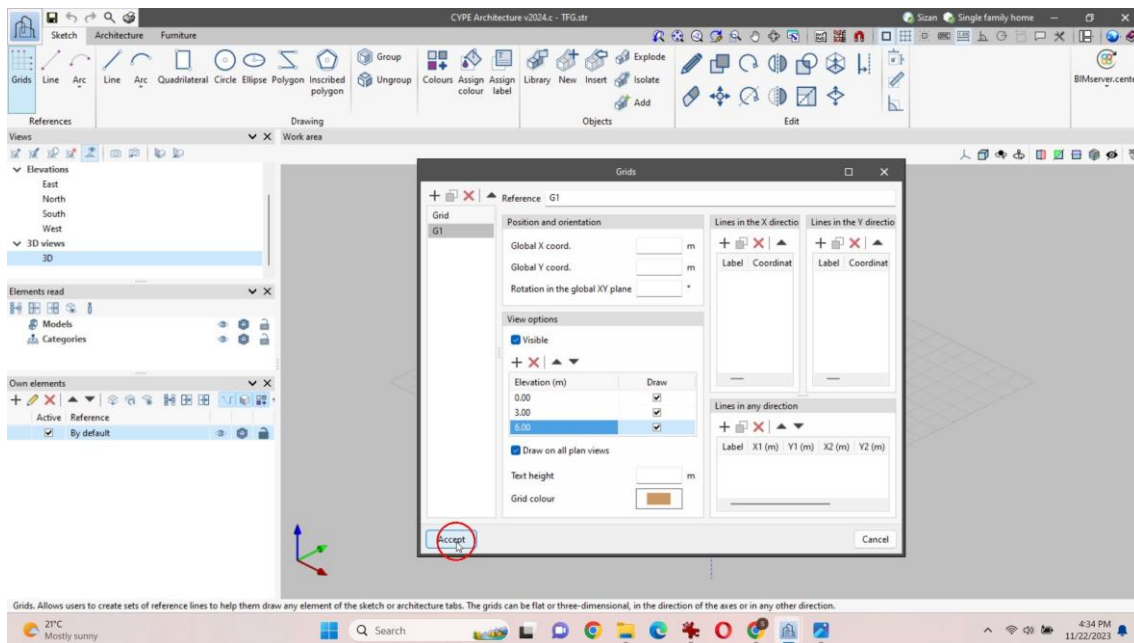 CYPE Architecture v2024.c - TFG.str
Sizan
Single family home
Sketch Architecture Furniture
Grids Line Arc Line Arc Quadrilateral Circle Ellipse Polygon Inscribed polygon
Group
Ungroup
Colours Assign colour Assign label
Library New Insert
Explode
Isolate
Add
BIMserver.cente
References Drawing Objects Edit
Views
Work area
Elevations
East
North
South
West
3D views
3D
Elements read
Models
Categories
Own elements
Active Reference
By default
Grids
Reference G1
Grid
G1
Position and orientation
Global X coord. m
Global Y coord. m
Rotation in the global XY plane °
View options
Visible
Elevation (m) Draw
0.00
3.00
6.00
Draw on all plan views
Text height m
Grid colour
Lines in the X directio
Label Coordinat
Lines in the Y directio
Label Coordinat
Lines in any direction
Label X1 (m) Y1 (m) X2 (m) Y2 (m)
Accept
Cancel
Grids. Allows users to create sets of reference lines to help them draw any element of the sketch or architecture tabs. The grids can be flat or three-dimensional, in the direction of the axes or in any other direction.
21°C
Mostly sunny
Search
4:34 PM
11/22/2023